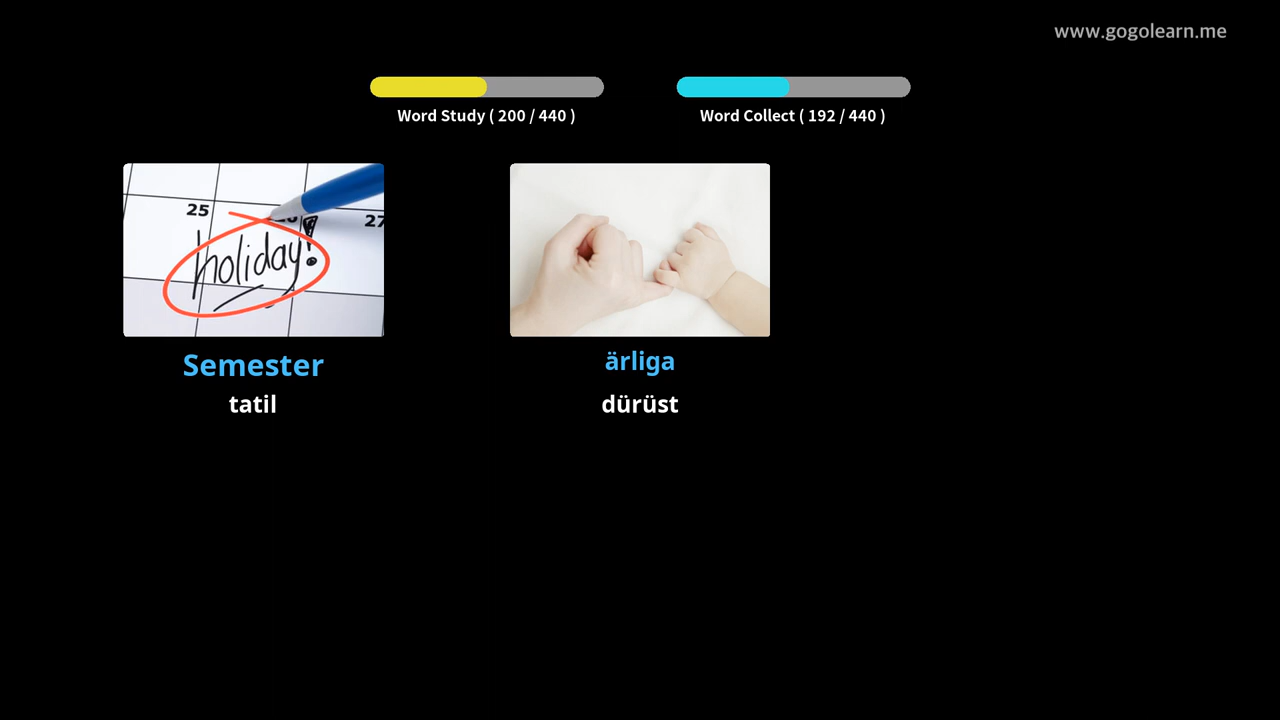 www.gogolearn.me
Word Study ( 200 / 440 )
Word Collect ( 192 / 440 )
25
27
holiday!
Semester
tatil
ärliga
dürüst